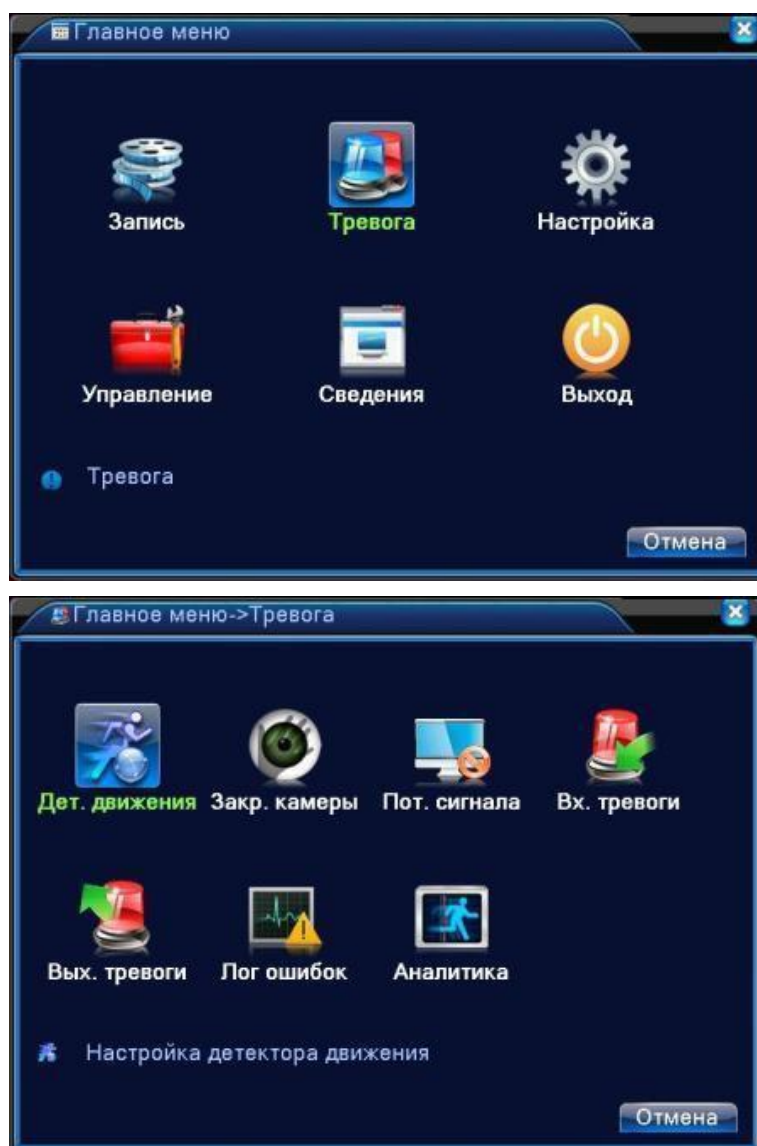 Главное меню
Запись Тревога Настройка
Управление Сведения Выход
Тревога
Отмена
Главное меню->Тревога
Дет. движения Закр. камеры Пот. сигнала Вх. тревоги
Вых. тревоги Лог ошибок Аналитика
Настройка детектора движения
Отмена